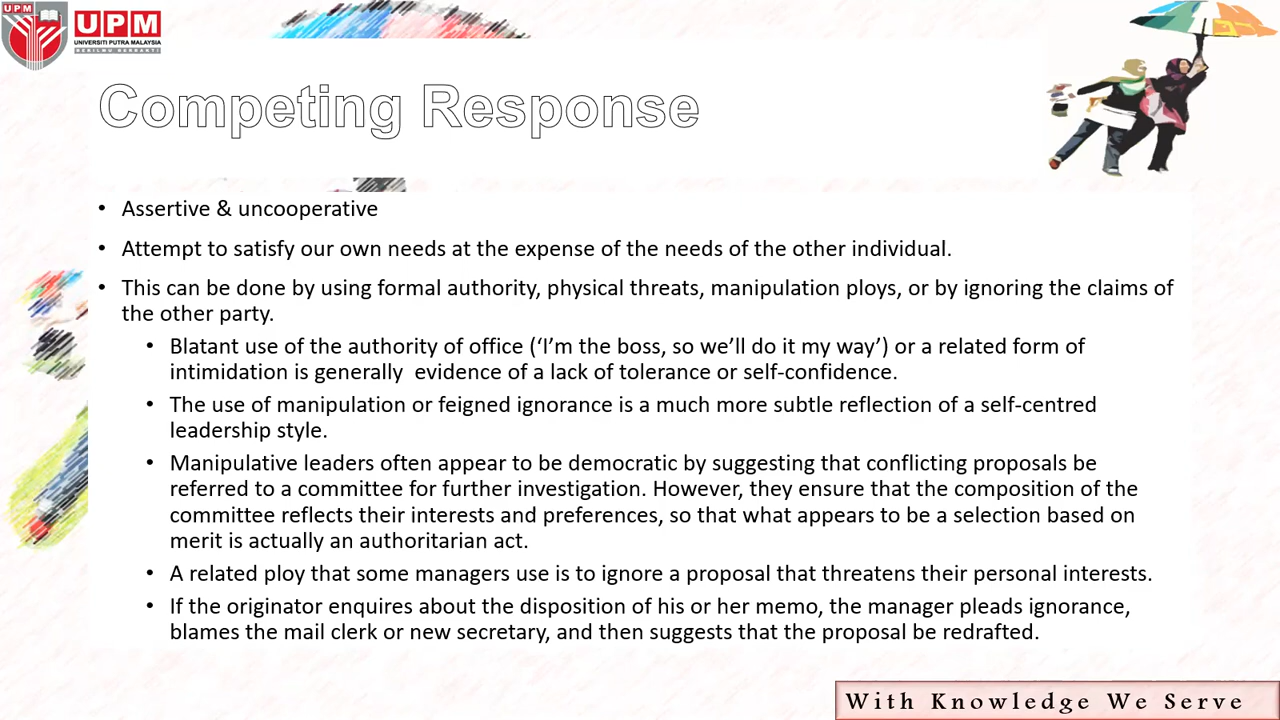 UPM
UPM
UNIVERSITI PUTRA MALAYSIA
BERILMU BERBAKTI
Competing Response
• Assertive & uncooperative
• Attempt to satisfy our own needs at the expense of the needs of the other individual.
• This can be done by using formal authority, physical threats, manipulation ploys, or by ignoring the claims of
the other party.
• Blatant use of the authority of office (‘I’m the boss, so we’ll do it my way’) or a related form of
intimidation is generally  evidence of a lack of tolerance or self-confidence.
• The use of manipulation or feigned ignorance is a much more subtle reflection of a self-centred
leadership style.
• Manipulative leaders often appear to be democratic by suggesting that conflicting proposals be
referred to a committee for further investigation. However, they ensure that the composition of the
committee reflects their interests and preferences, so that what appears to be a selection based on
merit is actually an authoritarian act.
• A related ploy that some managers use is to ignore a proposal that threatens their personal interests.
• If the originator enquires about the disposition of his or her memo, the manager pleads ignorance,
blames the mail clerk or new secretary, and then suggests that the proposal be redrafted.
With Knowledge We Serve